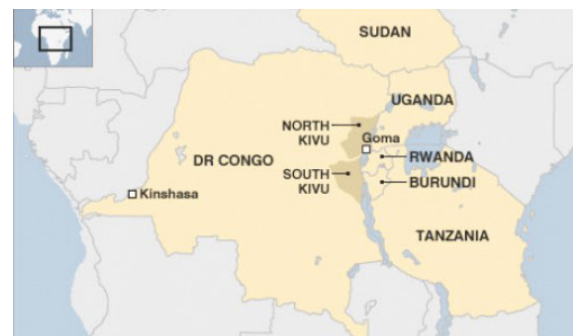 SUDAN
UGANDA
NORTH
KIVU
Goma
DR CONGO
RWANDA
SOUTH
KIVU
BURUNDI
Kinshasa
TANZANIA